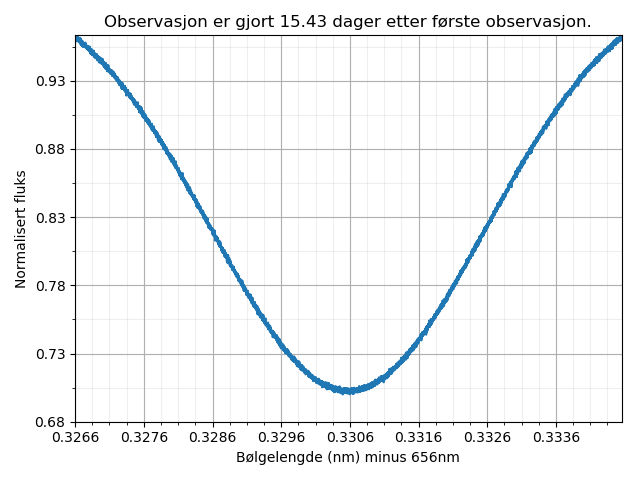 Observasjon er gjort 15.43 dager etter første observasjon.
Normalisert fluks
0.93
0.88
0.83
0.78
0.73
0.68
0.3266 0.3276 0.3286 0.3296 0.3306 0.3316 0.3326 0.3336
Bølgelengde (nm) minus 656nm